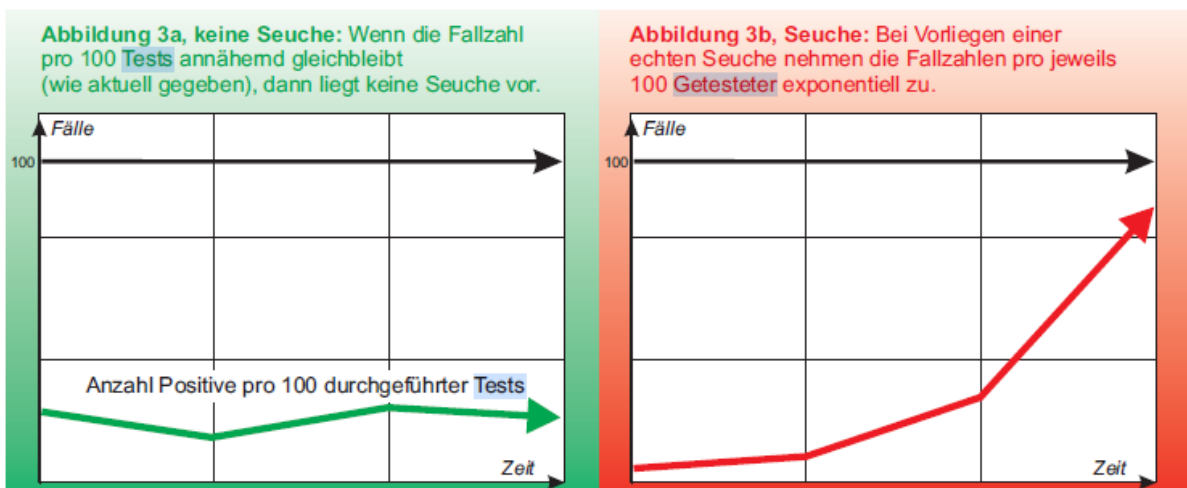 Abbildung 3a, keine Seuche: Wenn die Fallzahl
pro 100 Tests annähernd gleichbleibt
(wie aktuell gegeben), dann liegt keine Seuche vor.
Fälle
100
Anzahl Positive pro 100 durchgeführter Tests
Zeit
Abbildung 3b, Seuche: Bei Vorliegen einer
echten Seuche nehmen die Fallzahlen pro jeweils
100 Getesteter exponentiell zu.
Fälle
100
Zeit